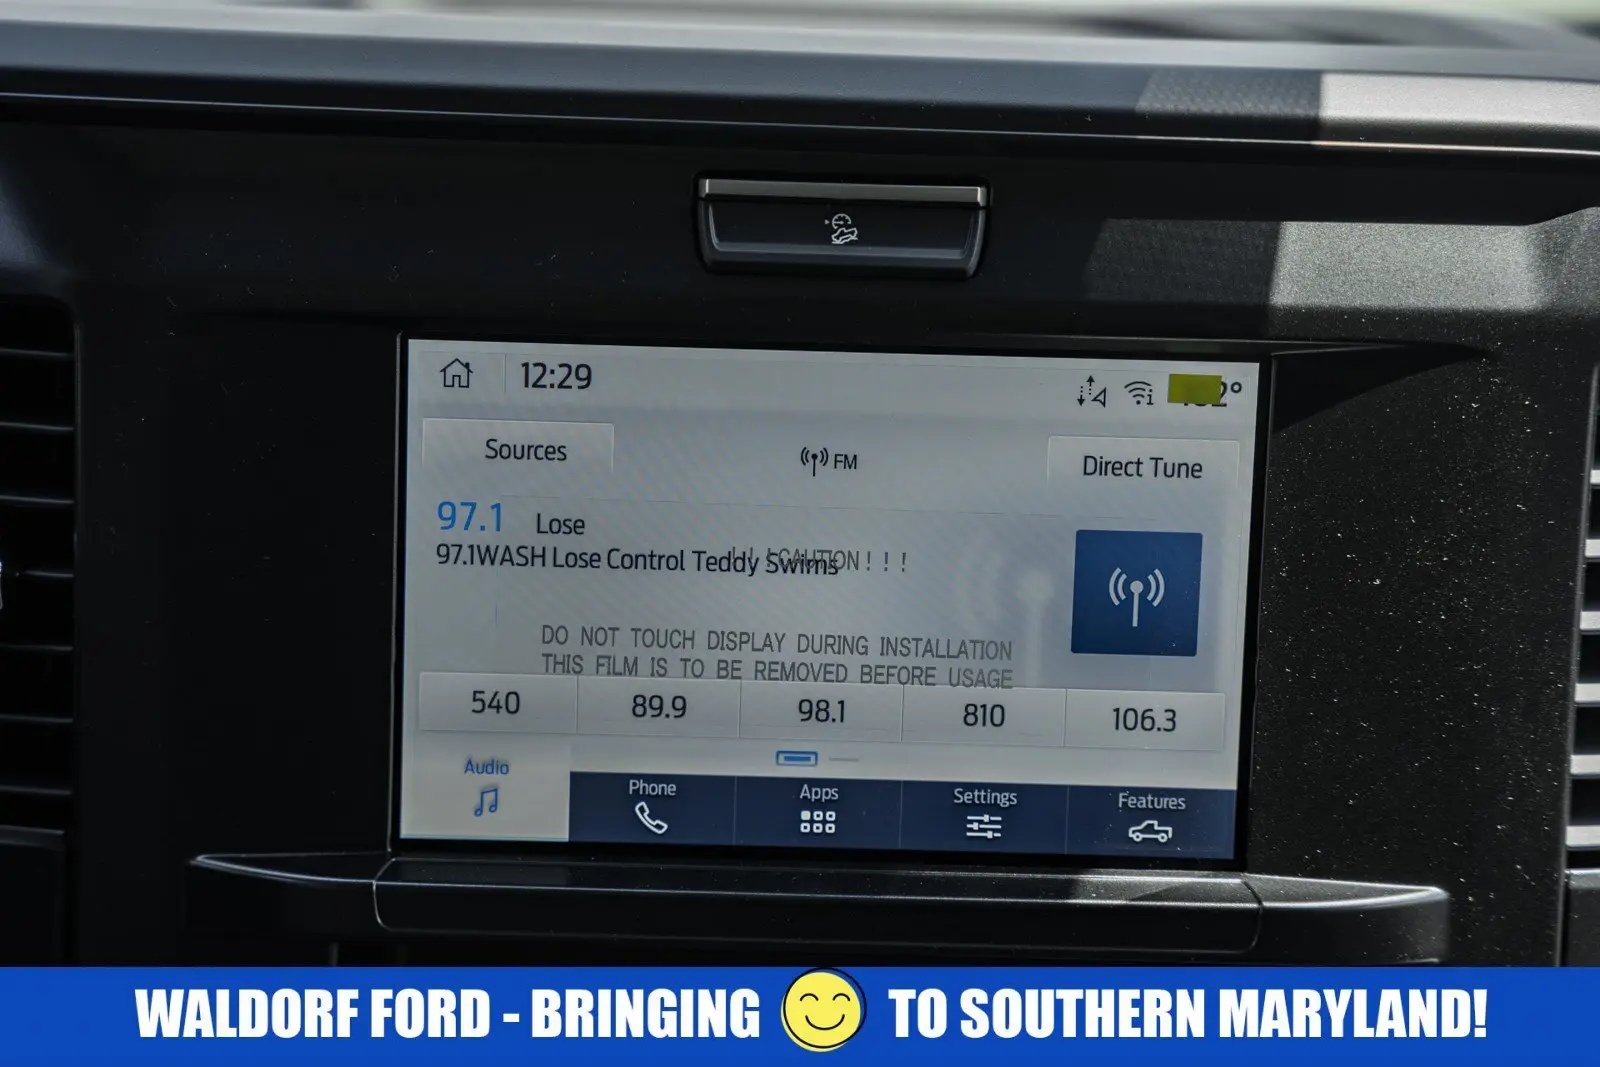 12:29
Sources
FM
Direct Tune
97.1 Lose
97.1WASH Lose Control Teddy Swims
! ! ! CAUTION ! ! !
DO NOT TOUCH DISPLAY DURING INSTALLATION
THIS FILM IS TO BE REMOVED BEFORE USAGE
540 89.9 98.1 810 106.3
Audio Phone Apps Settings Features
WALDORF FORD - BRINGING TO SOUTHERN MARYLAND!